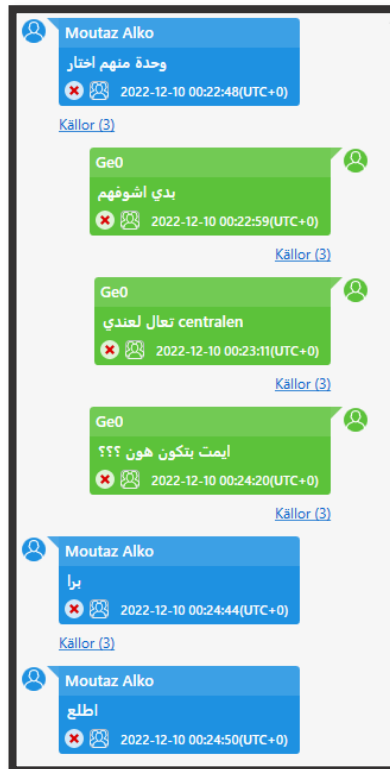 Moutaz Alko
وحدة منهم اختار
2022-12-10 00:22:48(UTC+0)
Källor (3)
Ge0
بدي اشوفهم
2022-12-10 00:22:59(UTC+0)
Källor (3)
Ge0
تعال لعندي centralen
2022-12-10 00:23:11(UTC+0)
Källor (3)
Ge0
ايمت بتكون هون ؟؟؟
2022-12-10 00:24:20(UTC+0)
Källor (3)
Moutaz Alko
برا
2022-12-10 00:24:44(UTC+0)
Källor (3)
Moutaz Alko
اطلع
2022-12-10 00:24:50(UTC+0)